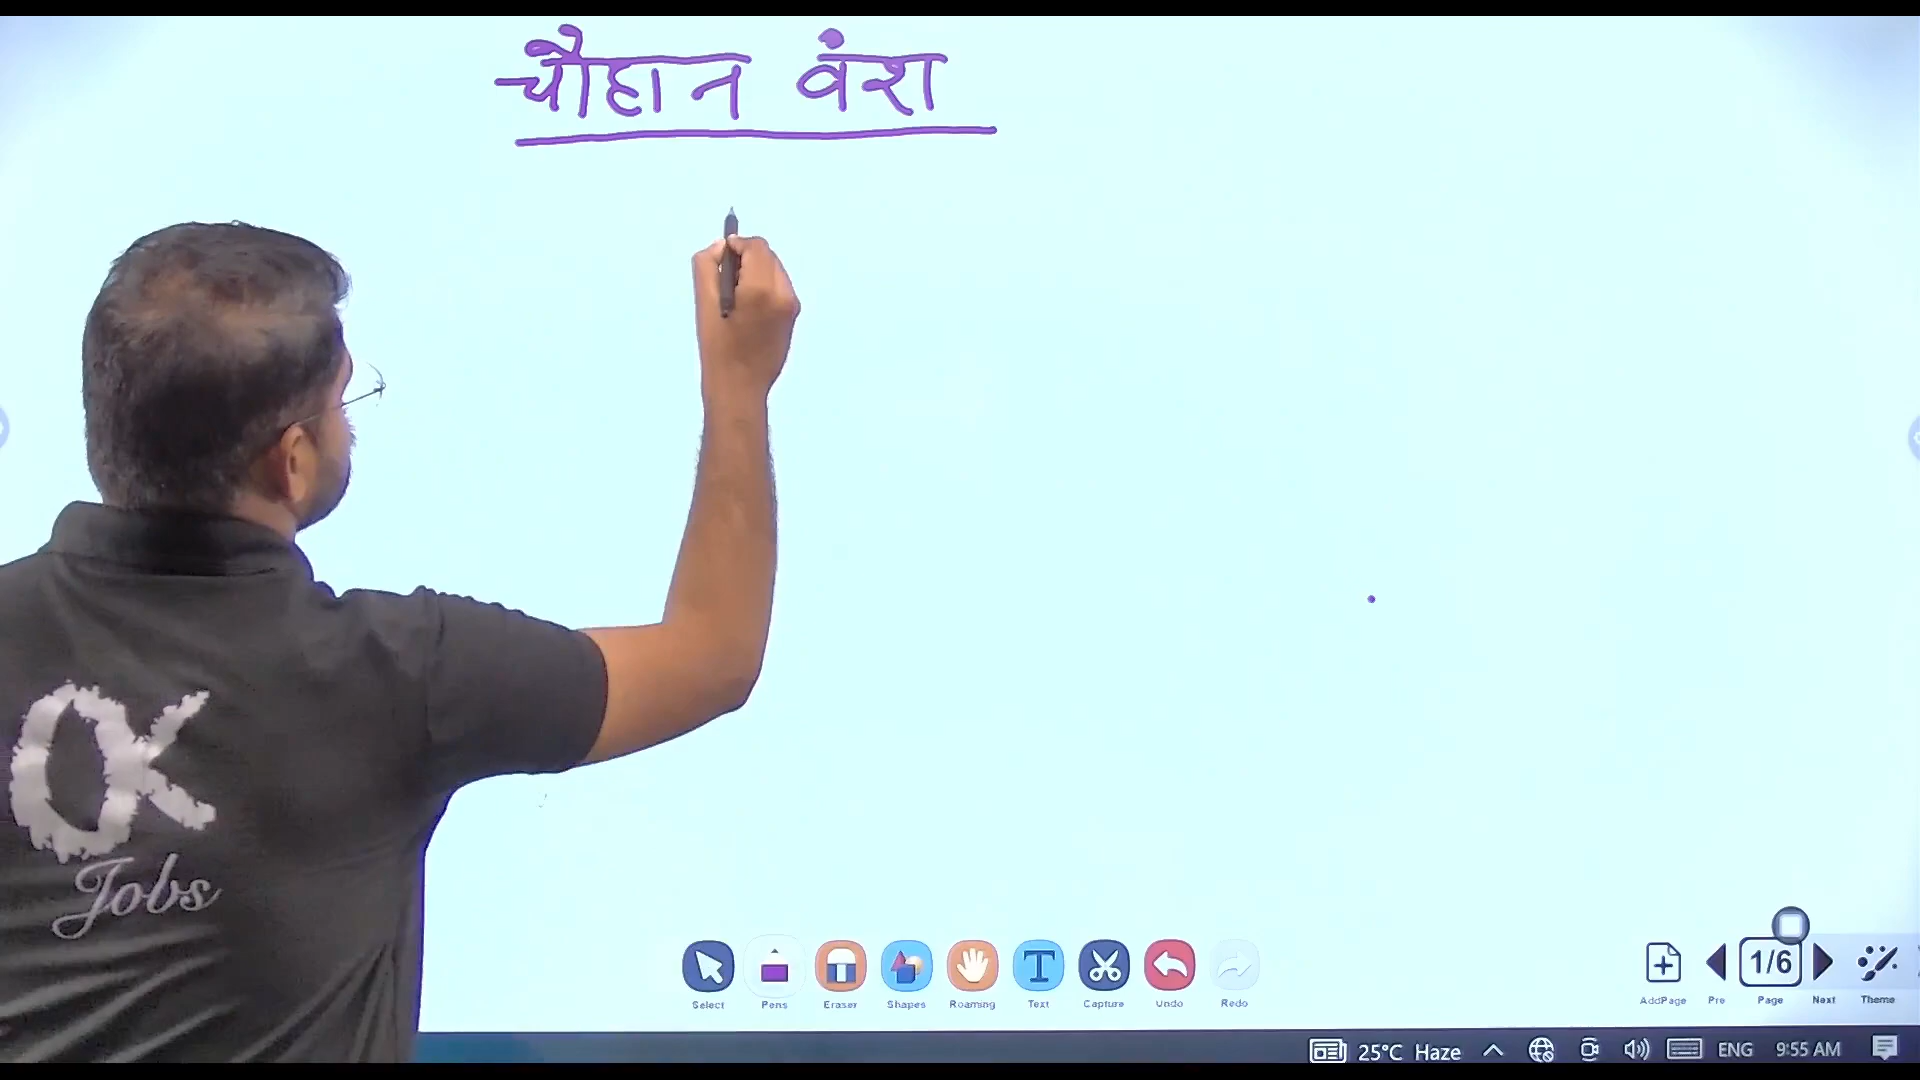 चौहान वंश
OK
Jobs
Select Pens Eraser Shapes Roaming Text Capture Undo Redo
1/6
AddPage Pre Page Next Theme
25°C Haze ENG 9:55 AM